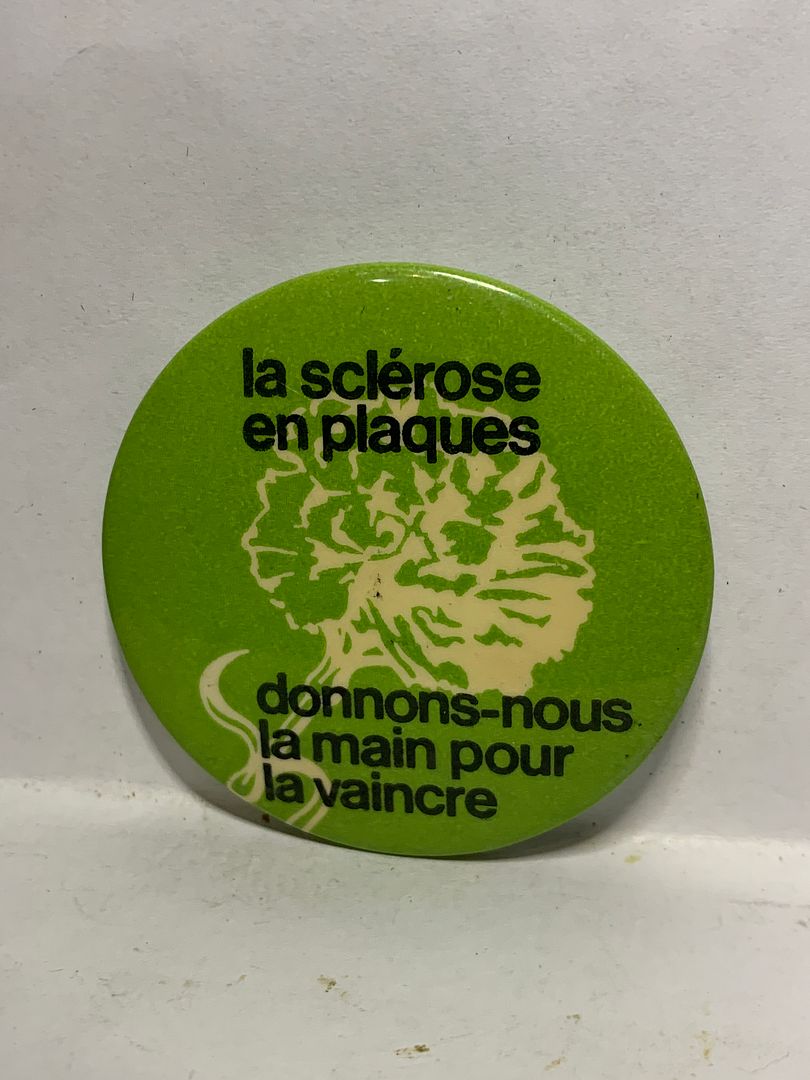 la sclérose
en plaques
donnons-nous
la main pour
la vaincre